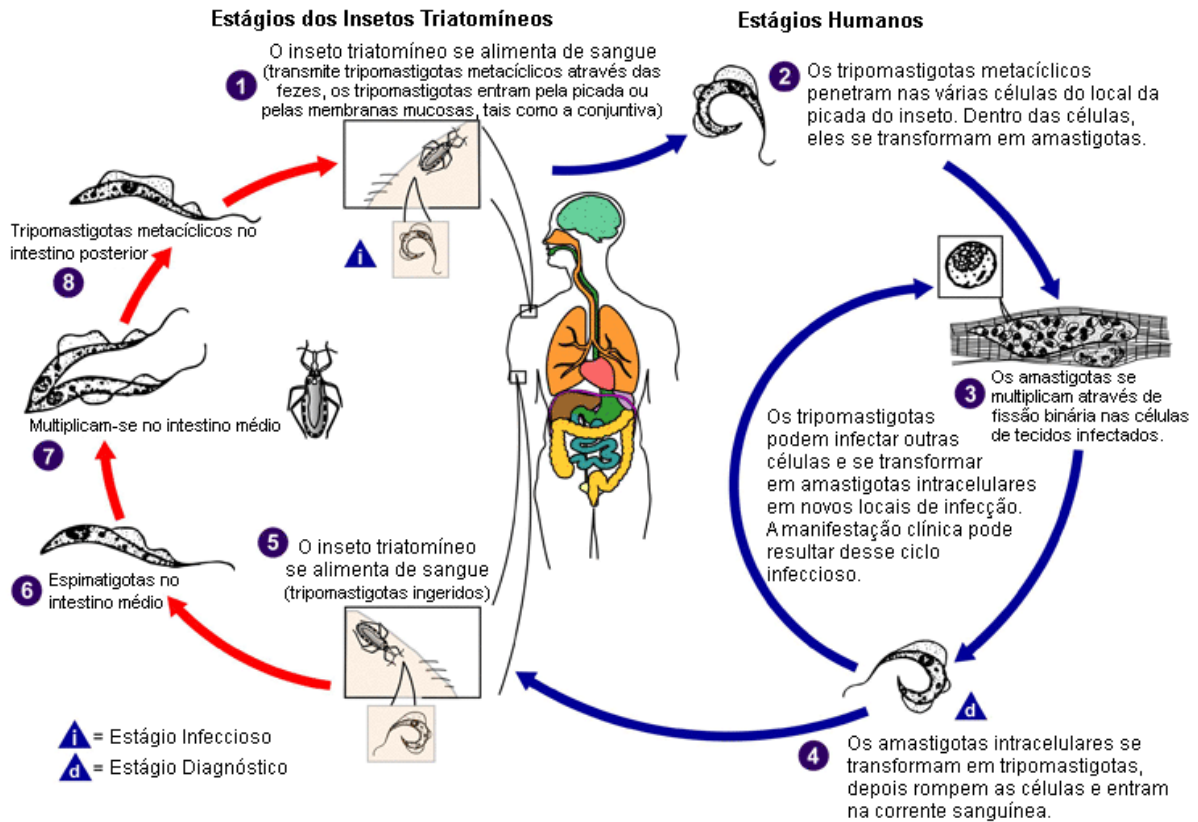 Estágios dos Insetos Triatomíneos
Estágios Humanos
1
O inseto triatomíneo se alimenta de sangue
(transmite tripomastigotas metacíclicos através das
fezes, os tripomastigotas entram pela picada ou
pelas membranas mucosas, tais como a conjuntiva)
2
Os tripomastigotas metacíclicos
penetram nas várias células do local da
picada do inseto. Dentro das células,
eles se transformam em amastigotas.
Tripomastigotas metacíclicos no
intestino posterior
8
i
Multiplicam-se no intestino médio
7
3
Os amastigotas se
multiplicam através de
fissão binária nas células
de tecidos infectados.
Os tripomastigotas
podem infectar outras
células e se transformar
em amastigotas intracelulares
em novos locais de infecção.
A manifestação clínica pode
resultar desse ciclo
infeccioso.
5
O inseto triatomíneo
se alimenta de sangue
(tripomastigotas ingeridos)
6
Espimatigotas no
intestino médio
d
4
Os amastigotas intracelulares se
transformam em tripomastigotas,
depois rompem as células e entram
na corrente sanguínea.
i = Estágio Infeccioso
d = Estágio Diagnóstico